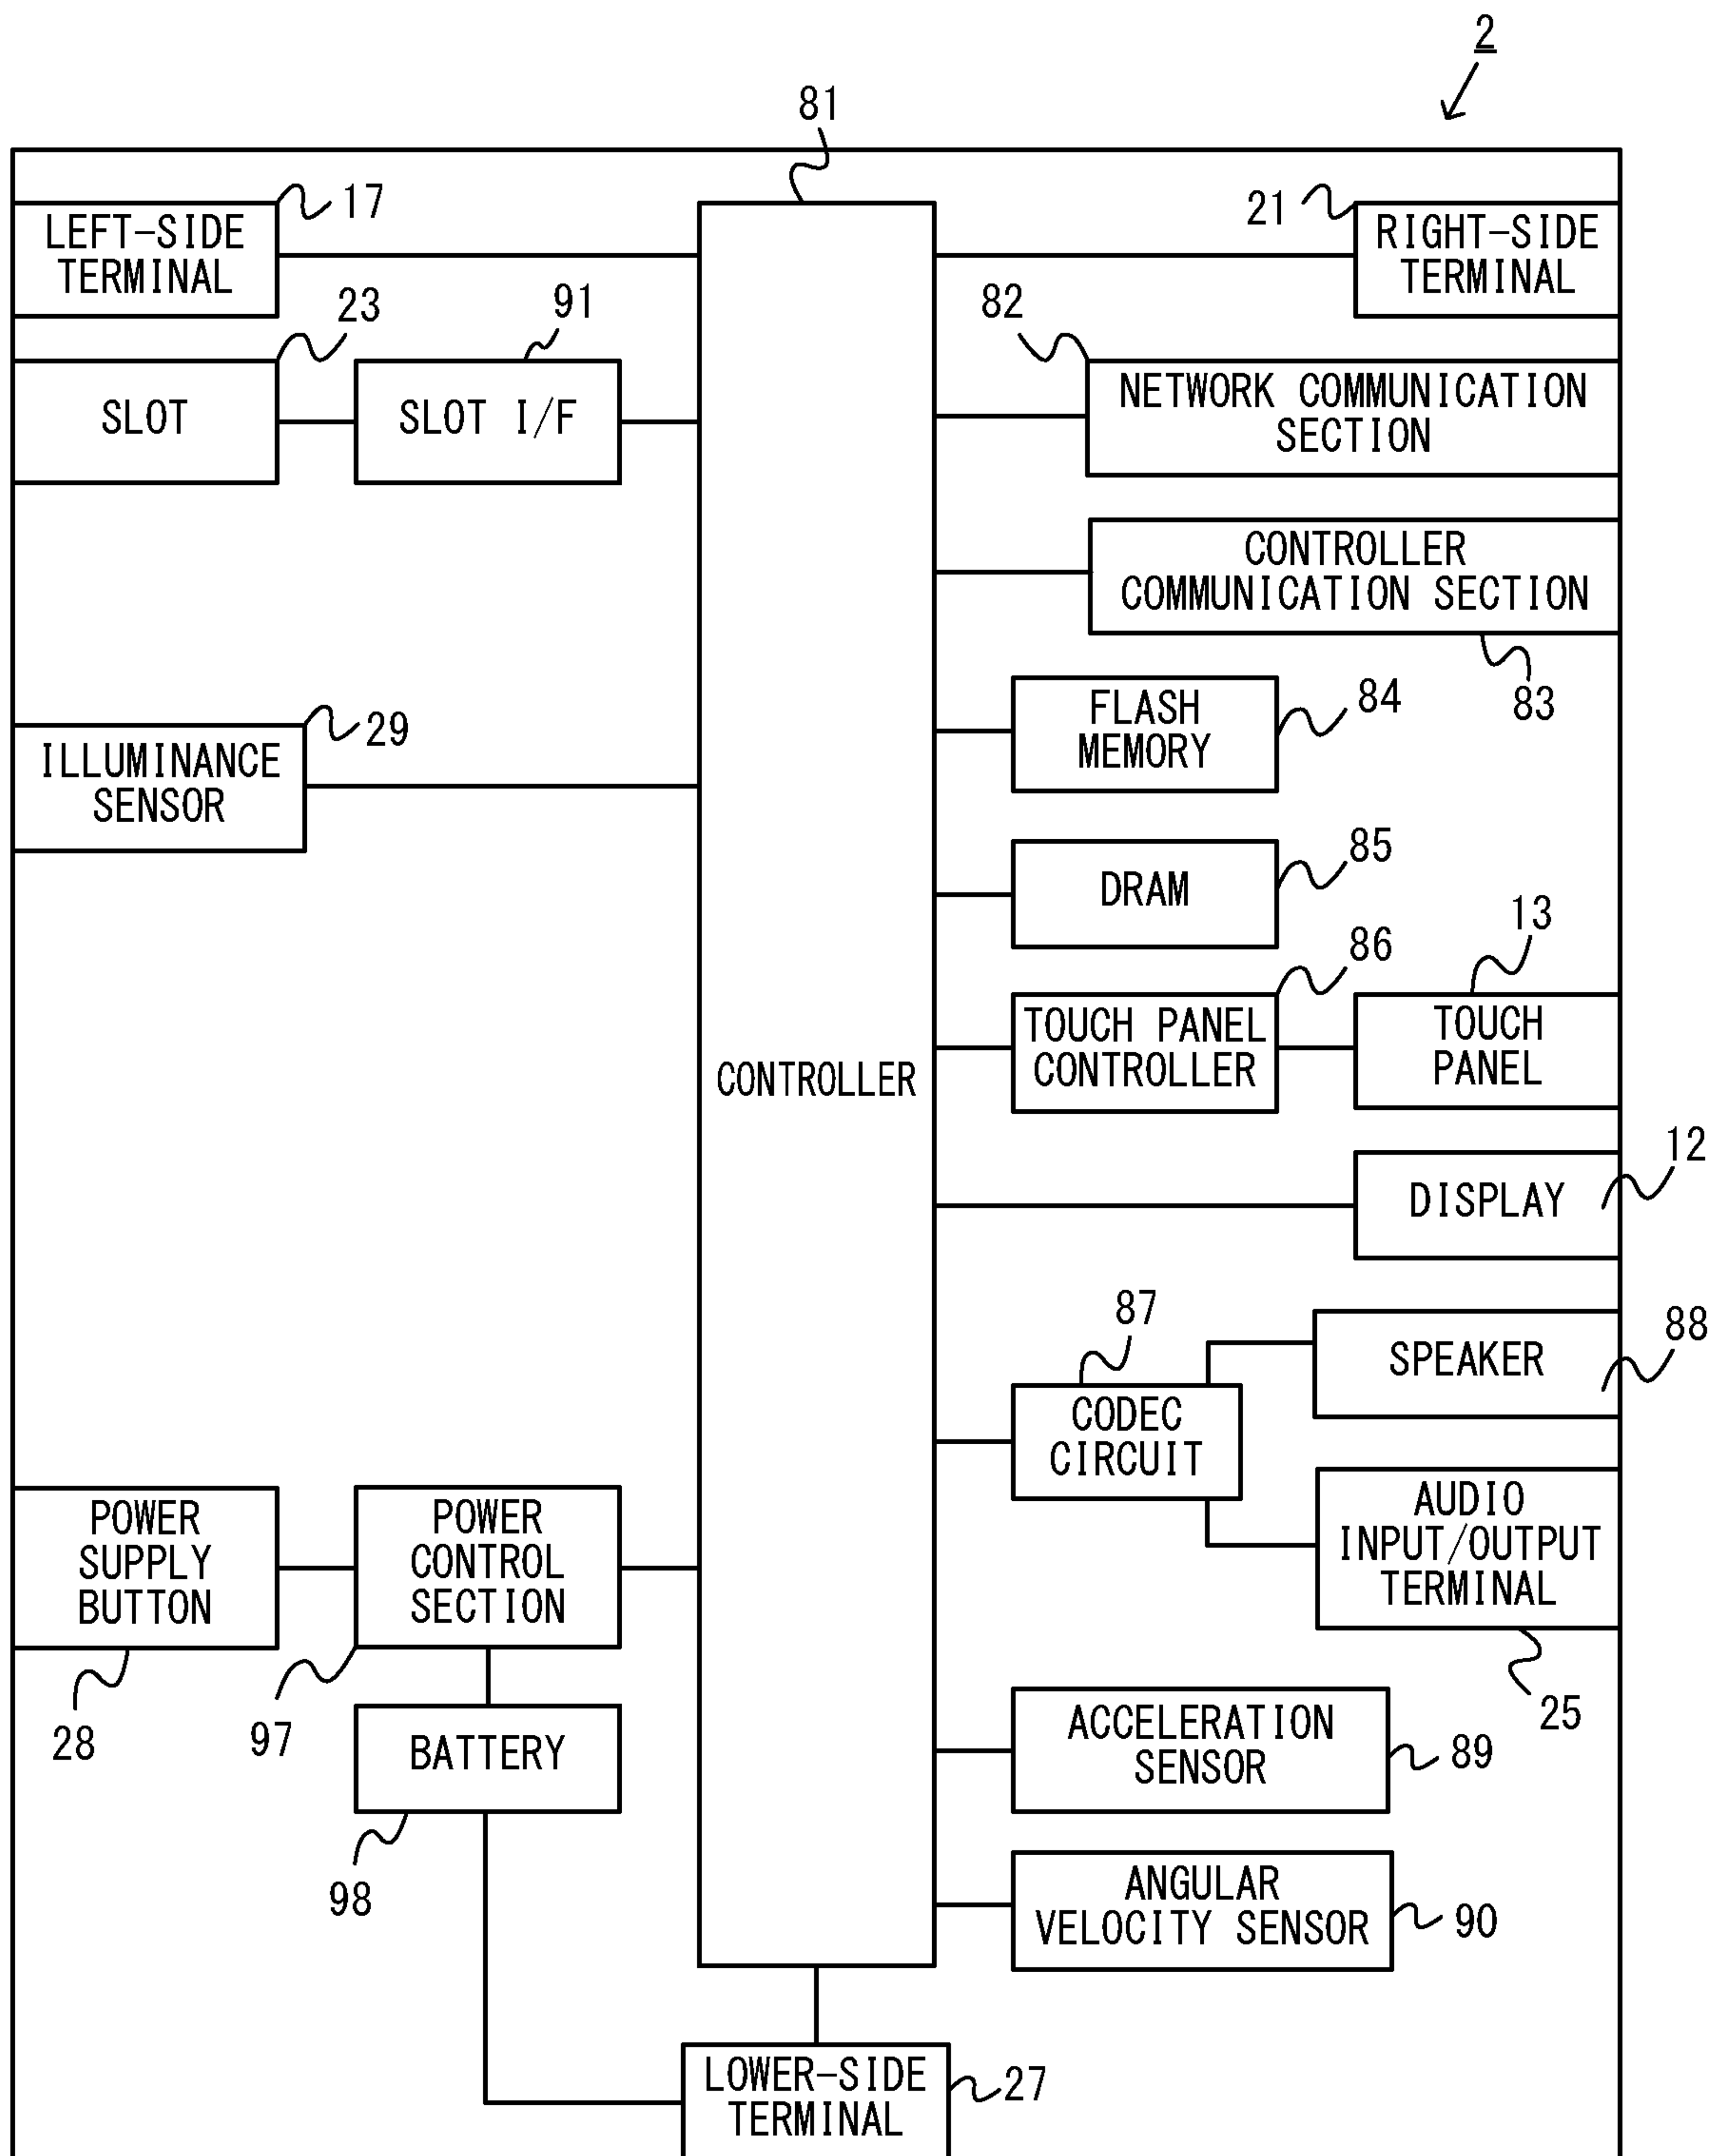 2
81
17
LEFT-SIDE
TERMINAL
21
RIGHT-SIDE
TERMINAL
23
SLOT
91
SLOT I/F
82
NETWORK COMMUNICATION
SECTION
CONTROLLER
COMMUNICATION SECTION
83
29
ILLUMINANCE
SENSOR
FLASH
MEMORY
84
DRAM
85
86
TOUCH PANEL
CONTROLLER
13
TOUCH
PANEL
CONTROLLER
12
DISPLAY
87
CODEC
CIRCUIT
88
SPEAKER
AUDIO
INPUT/OUTPUT
TERMINAL
25
POWER
SUPPLY
BUTTON
28
POWER
CONTROL
SECTION
97
BATTERY
98
ACCELERATION
SENSOR
89
ANGULAR
VELOCITY SENSOR
90
LOWER-SIDE
TERMINAL
27